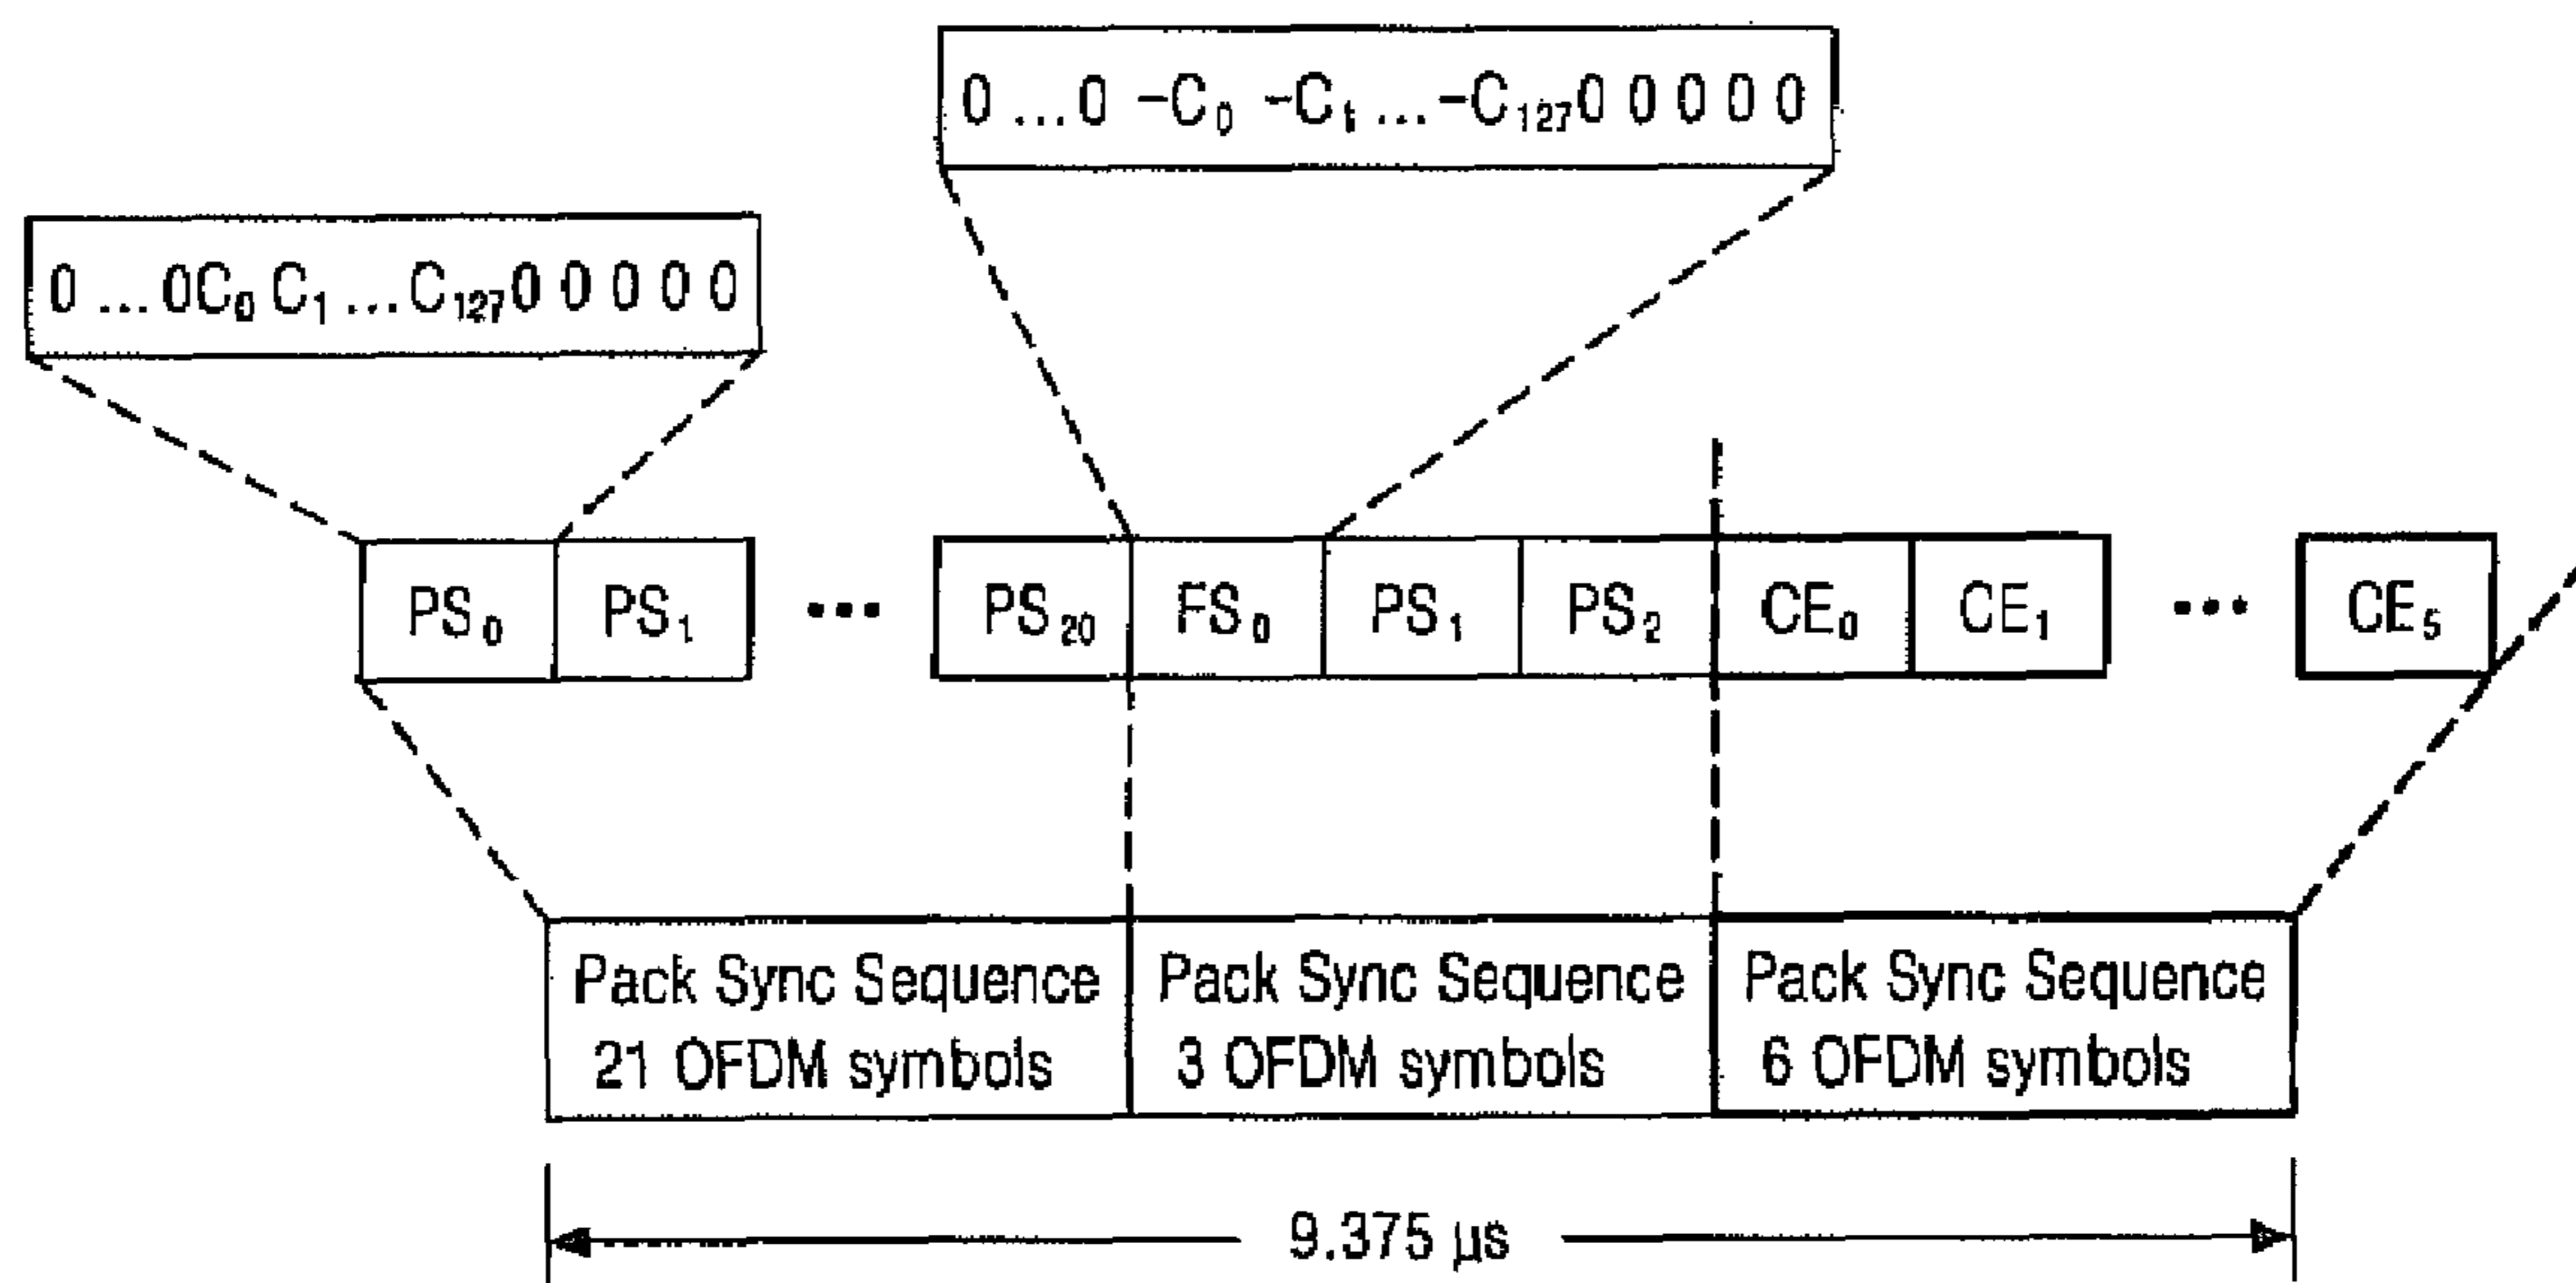 0 ... 0 –C₀ –C₁ ... –C₁₂₇ 0 0 0 0 0
0 ... 0 C₀ C₁ ... C₁₂₇ 0 0 0 0 0
PS₀ PS₁ ••• PS₂₀ FS₀ PS₁ PS₂ CE₀ CE₁ ••• CE₅
Pack Sync Sequence
21 OFDM symbols
Pack Sync Sequence
3 OFDM symbols
Pack Sync Sequence
6 OFDM symbols
9.375 µs